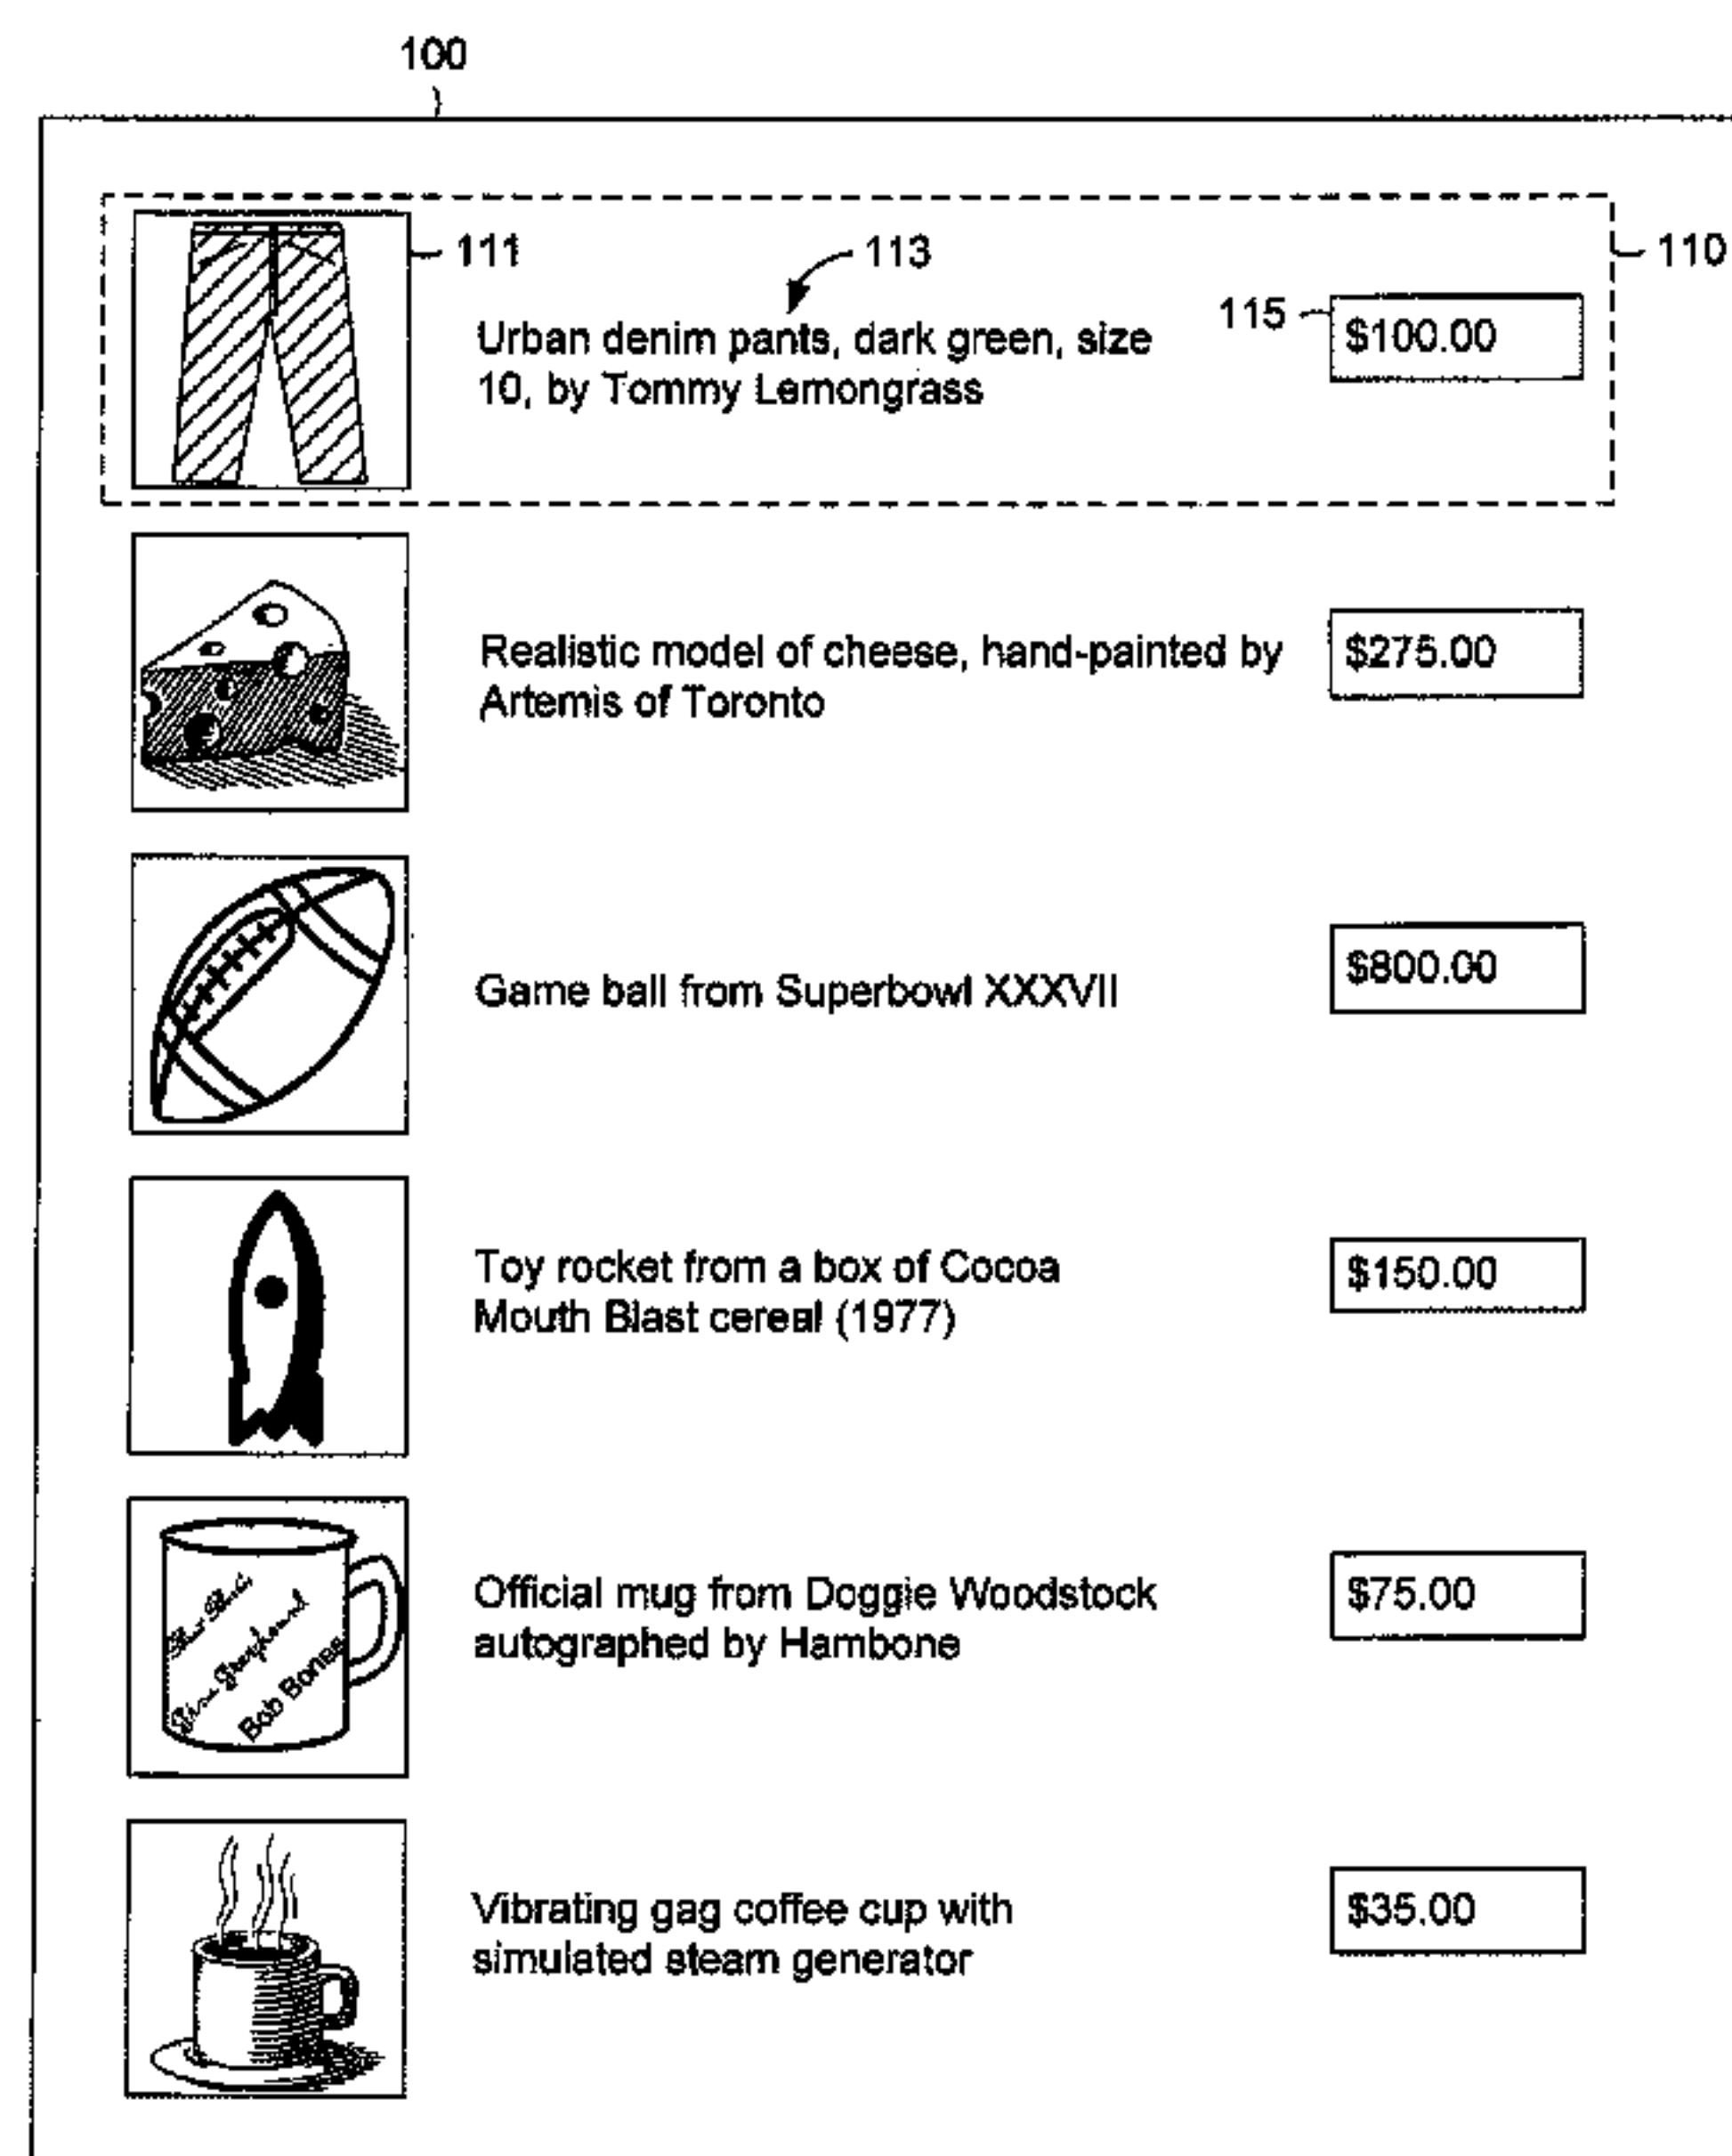 100
111
113
110
115
Urban denim pants, dark green, size
10, by Tommy Lemongrass
$100.00
Realistic model of cheese, hand-painted by
Artemis of Toronto
$275.00
Game ball from Superbowl XXXVII
$800.00
Toy rocket from a box of Cocoa
Mouth Blast cereal (1977)
$150.00
Bob Bones
Official mug from Doggie Woodstock
autographed by Hambone
$75.00
Vibrating gag coffee cup with
simulated steam generator
$35.00